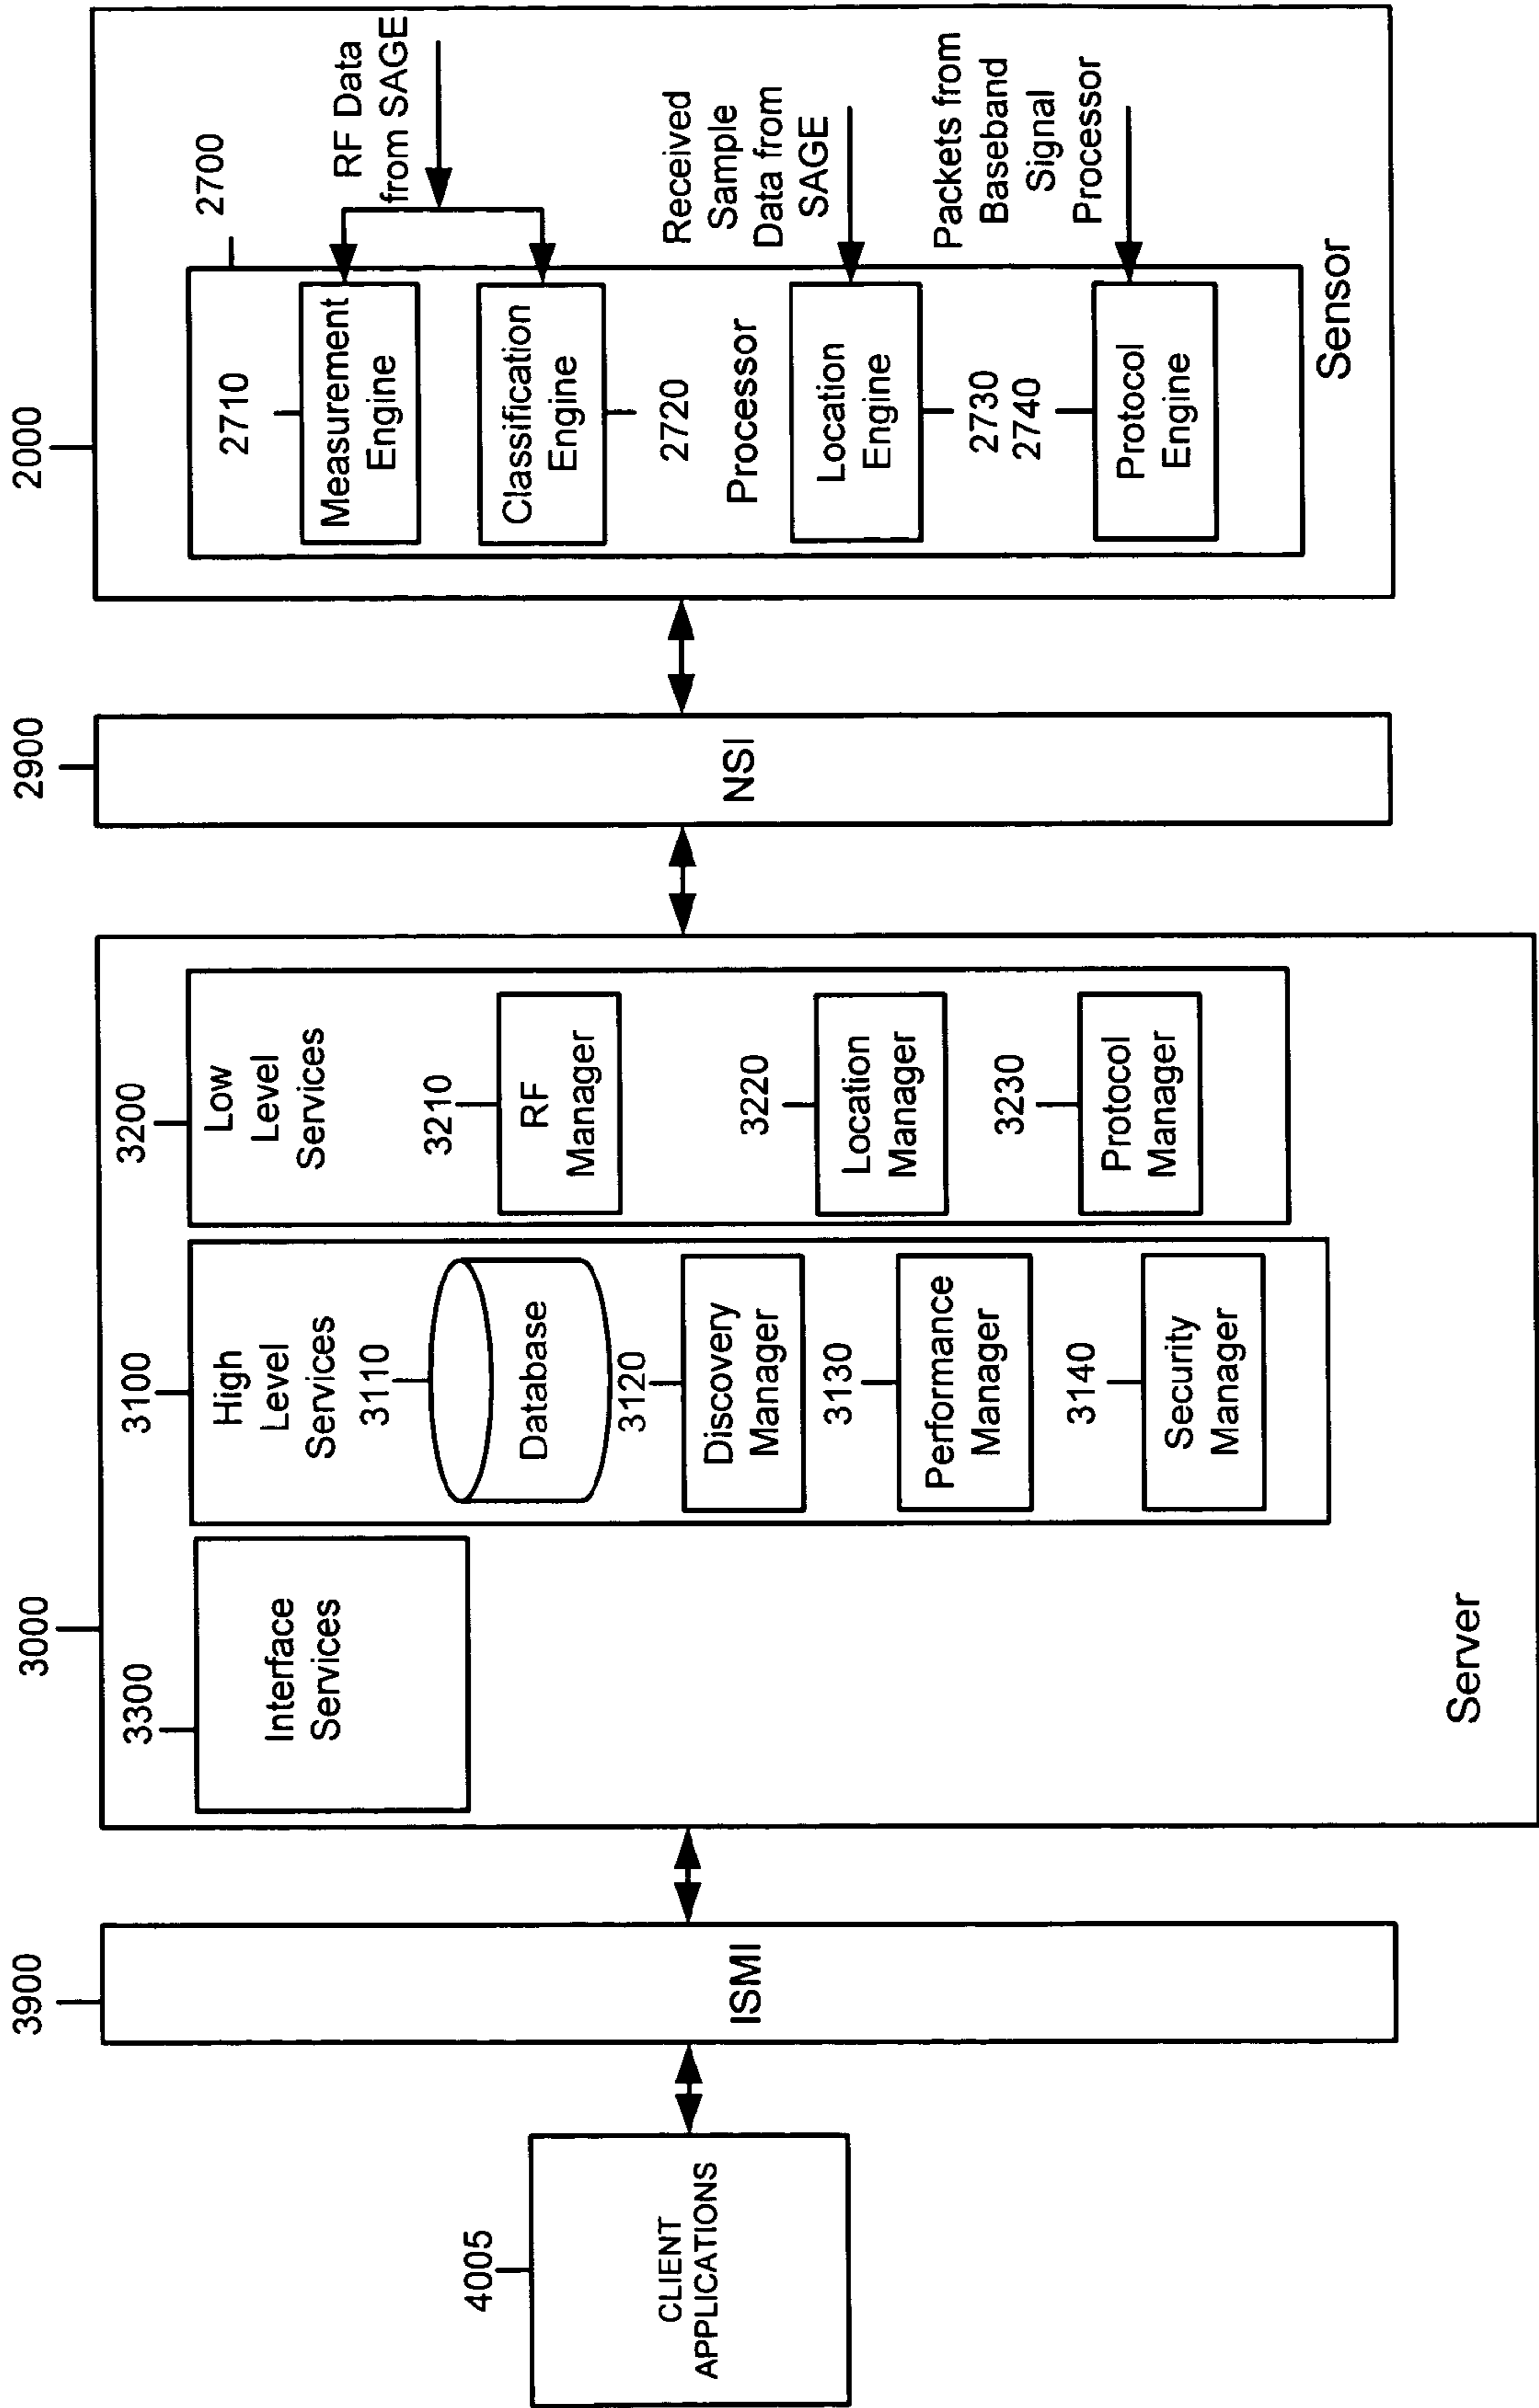 4005
CLIENT
APPLICATIONS
3900
ISMI
3000
3300
Interface
Services
3100
High
Level
Services
3110
Database
3120
Discovery
Manager
3130
Performance
Manager
3140
Security
Manager
3200
Low
Level
Services
3210
RF
Manager
3220
Location
Manager
3230
Protocol
Manager
Server
2900
NSI
2000
2700
2710
Measurement
Engine
Classification
Engine
2720
Processor
Location
Engine
2730
2740
Protocol
Engine
RF Data
from SAGE
Received
Sample
Data from
SAGE
Packets from
Baseband
Signal
Processor
Sensor